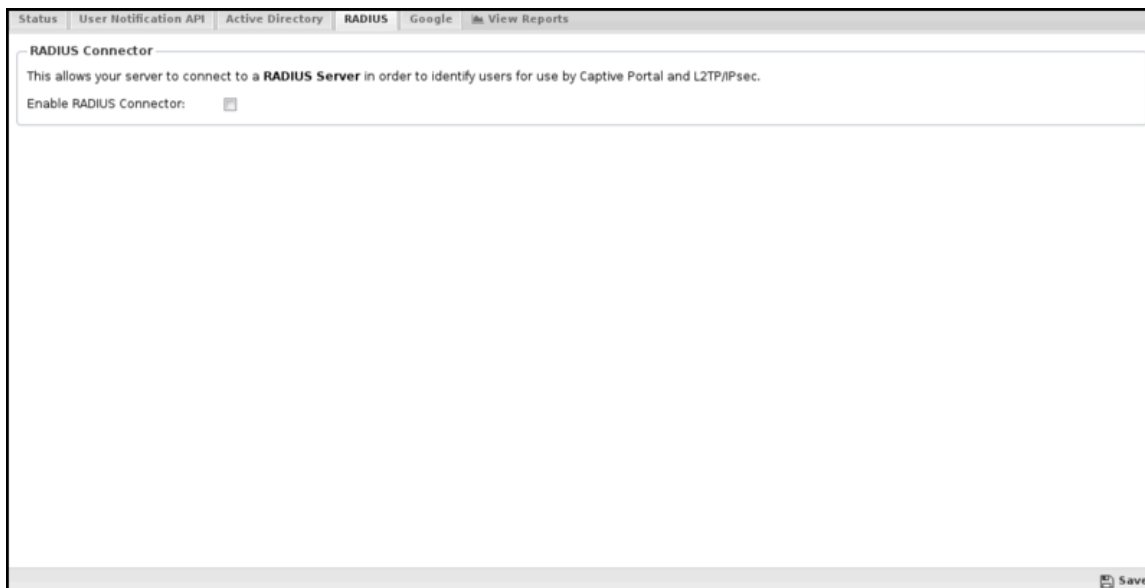 Status User Notification API Active Directory RADIUS Google View Reports
RADIUS Connector
This allows your server to connect to a RADIUS Server in order to identify users for use by Captive Portal and L2TP/IPsec.
Enable RADIUS Connector:
Save